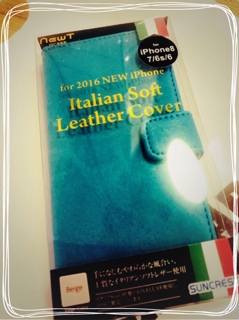 NEWT
for
iPhone8
7/6s/6
for 2016 NEW iPhone
Italian Soft
Leather Cover
Beige
手になじむやわらかな風合い、
上質なイタリアンソフトレザー使用
SUNCREST